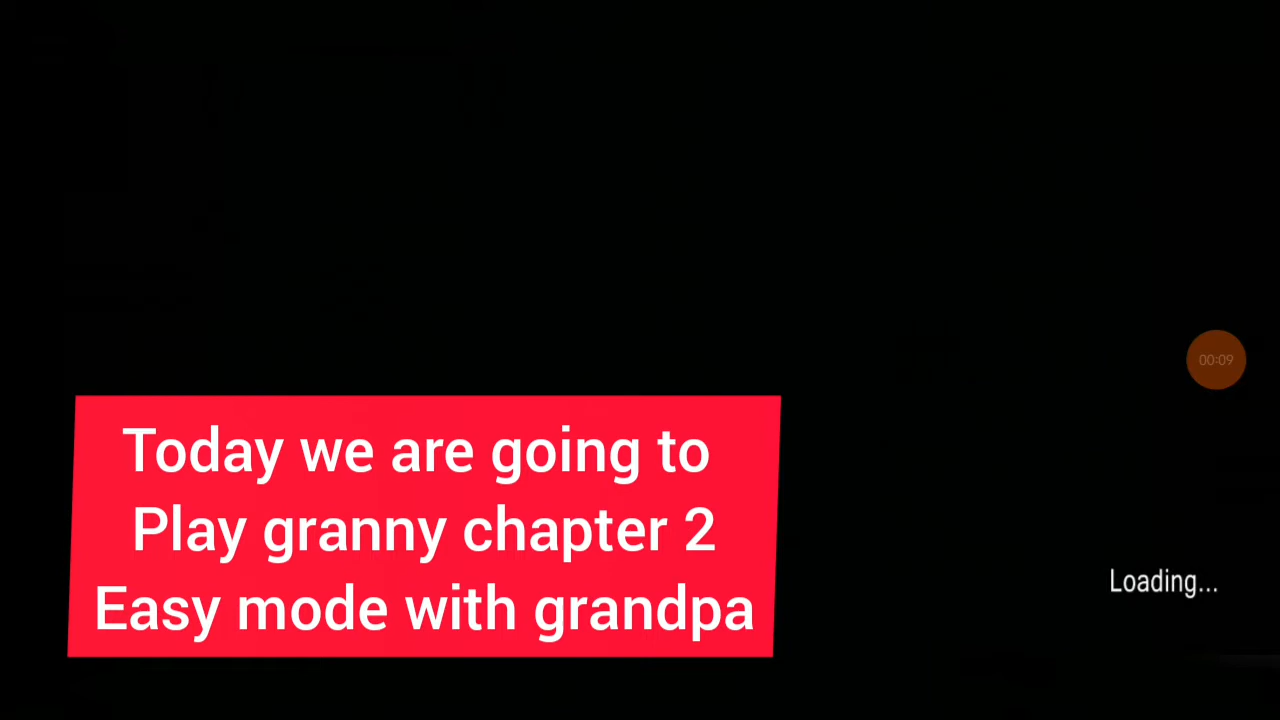 00:09
Today we are going to
Play granny chapter 2
Easy mode with grandpa
Loading...